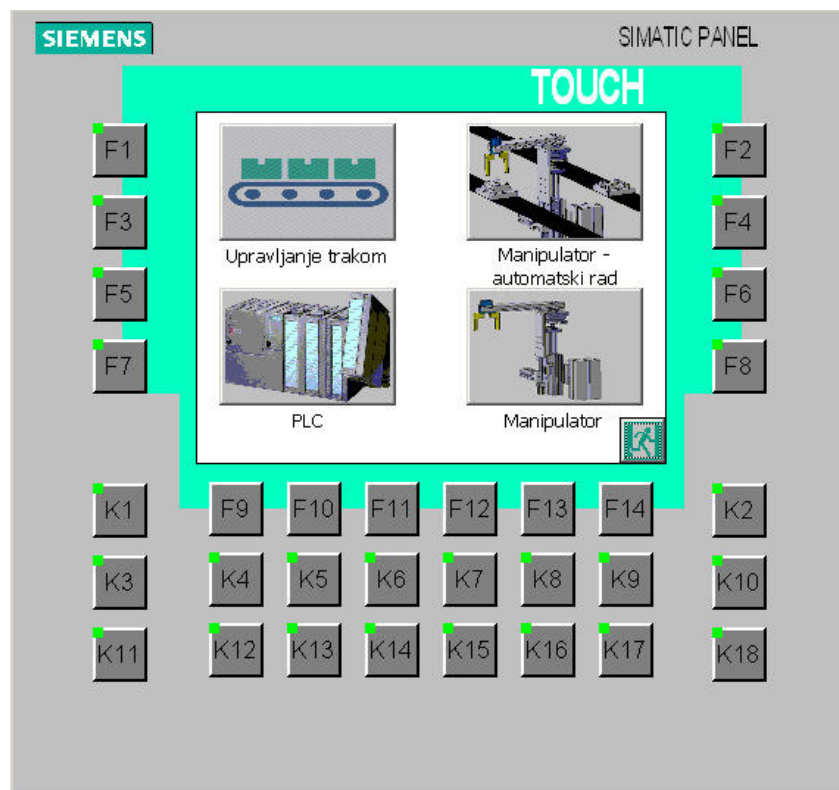 SIEMENS
SIMATIC PANEL
TOUCH
F1
F2
F3
F4
F5
F6
F7
F8
Upravljanje trakom
Manipulator -
automatski rad
PLC
Manipulator
K1
F9
F10
F11
F12
F13
F14
K2
K3
K4
K5
K6
K7
K8
K9
K10
K11
K12
K13
K14
K15
K16
K17
K18